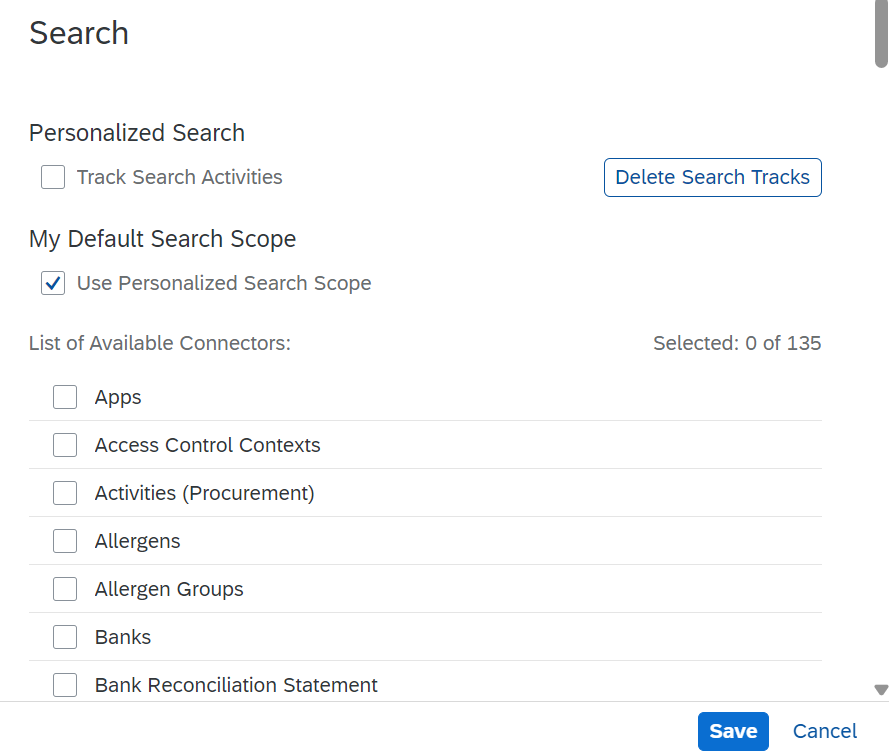 Search
Personalized Search
Track Search Activities
Delete Search Tracks
My Default Search Scope
Use Personalized Search Scope
List of Available Connectors:
Selected: 0 of 135
Apps
Access Control Contexts
Activities (Procurement)
Allergens
Allergen Groups
Banks
Bank Reconciliation Statement
Save
Cancel